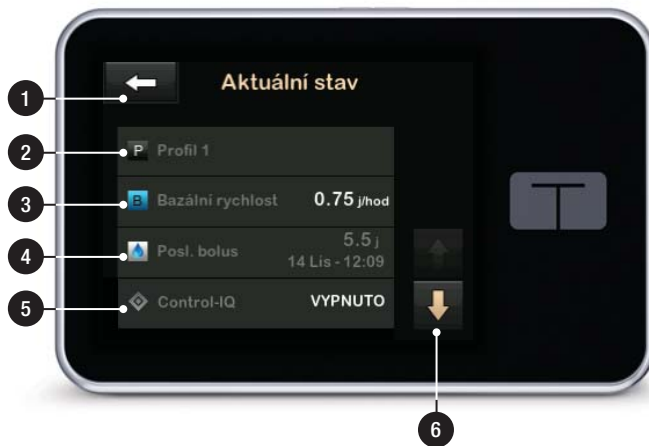 Aktuální stav
1
2
P Profil 1
3
B Bazální rychlost 0.75 j/hod
4
Posl. bolus 5.5 j
14 Lis - 12:09
5
Control-IQ VYPNUTO
6